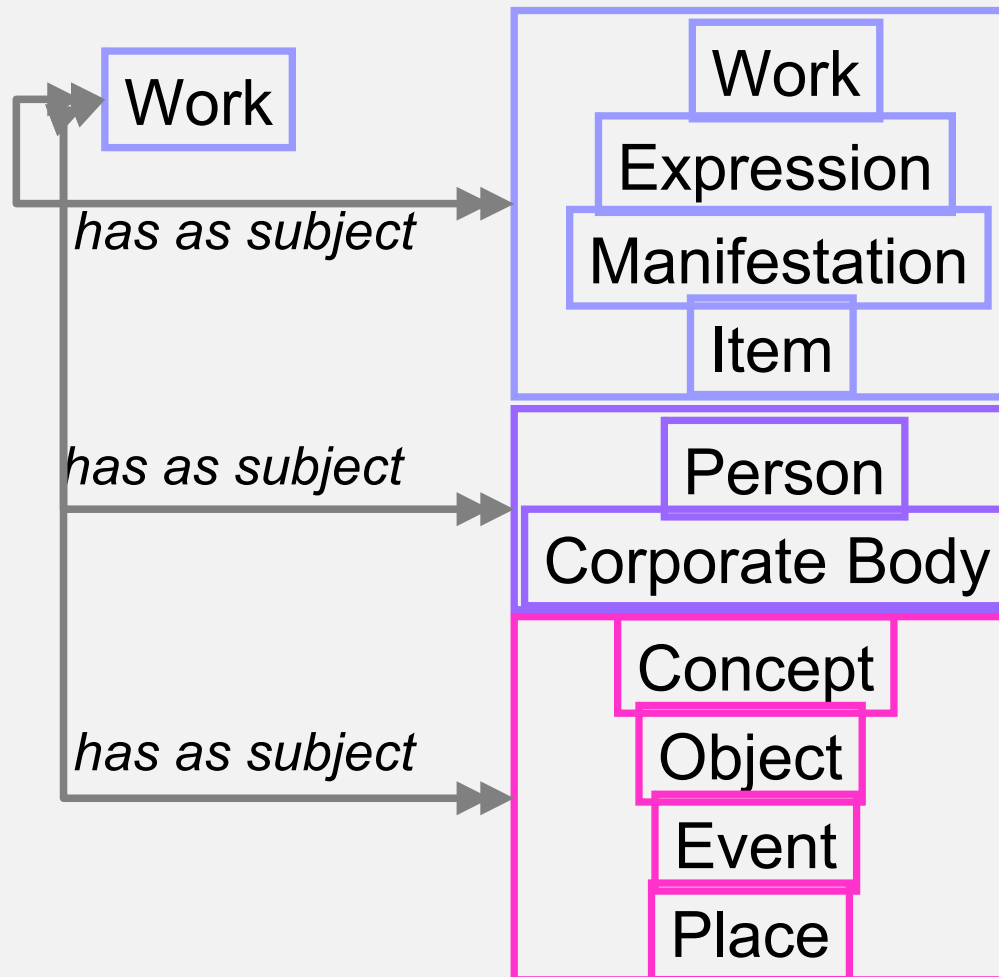 Work
has as subject
has as subject
has as subject
Work
Expression
Manifestation
Item
Person
Corporate Body
Concept
Object
Event
Place